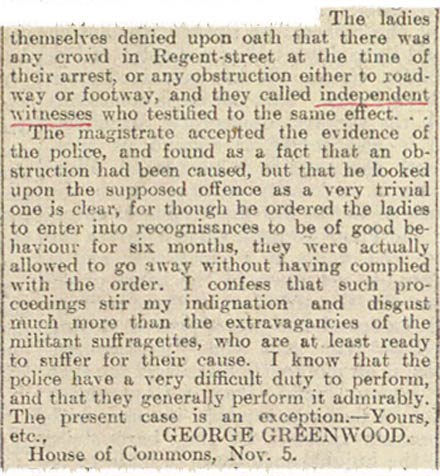 The ladies
themselves denied upon oath that there was
any crowd in Regent-street at the time of
their arrest, or any obstruction either to road-
way or footway, and they called independent
witnesses who testified to the same effect. . .
The magistrate accepted the evidence of
the police, and found as a fact that an ob-
struction had been caused, but that he looked
upon the supposed offence as a very trivial
one is clear, for though he ordered the ladies
to enter into recognisances to be of good be-
haviour for six months, they were actually
allowed to go away without having complied
with the order. I confess that such pro-
ceedings stir my indignation and disgust
much more than the extravagancies of the
militant suffragettes, who are at least ready
to suffer for their cause. I know that the
police have a very difficult duty to perform,
and that they generally perform it admirably.
The present case is an exception.—Yours,
etc., GEORGE GREENWOOD.
House of Commons, Nov. 5.